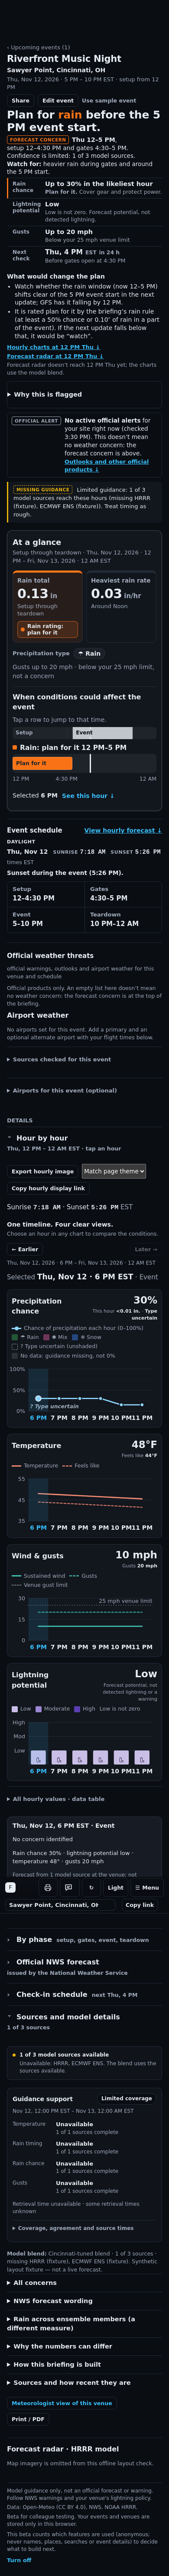 ‹ Upcoming events (1)
Riverfront Music Night
Sawyer Point, Cincinnati, OH
Thu, Nov 12, 2026 · 5 PM – 10 PM EST · setup from 12 PM
Share
Edit event
Use sample event
Plan for rain before the 5 PM event start.
FORECAST CONCERN Thu 12–5 PM, setup 12–4:30 PM and gates 4:30–5 PM.
Confidence is limited: 1 of 3 model sources.
Watch for: heavier rain during gates and around the 5 PM start.
Rain chance
Up to 30% in the likeliest hour
Plan for it. Cover gear and protect power.
Lightning potential
Low
Low is not zero. Forecast potential, not detected lightning.
Gusts
Up to 20 mph
Below your 25 mph venue limit
Next check
Thu, 4 PM EST in 24 h
Before gates open at 4:30 PM
What would change the plan
• Watch whether the rain window (now 12–5 PM) shifts clear of the 5 PM event start in the next update; GFS has it falling by 12 PM.
• It is rated plan for it by the briefing's rain rule (at least 50% chance or 0.10″ of rain in part of the event). If the next update falls below that, it would be “watch”.
Hourly charts at 12 PM Thu ↓
Forecast radar at 12 PM Thu ↓
Forecast radar doesn't reach 12 PM Thu yet: the charts use the model blend.
▸ Why this is flagged
OFFICIAL ALERT
No active official alerts for your site right now (checked 3:30 PM). This does not mean no weather concern: the forecast concern is above.
Outlooks and other official products ↓
MISSING GUIDANCE Limited guidance: 1 of 3 model sources reach these hours (missing HRRR (fixture), ECMWF ENS (fixture)). Treat timing as rough.
At a glance
Setup through teardown · Thu, Nov 12, 2026 · 12 PM – Fri, Nov 13, 2026 · 12 AM EST
Rain total
0.13 in
Setup through teardown
Rain rating: plan for it
Heaviest rain rate
0.03 in/hr
Around Noon
Precipitation type
Rain
Gusts up to 20 mph · below your 25 mph limit, not a concern
When conditions could affect the event
Tap a row to jump to that time.
Setup
Event
Rain: plan for it 12 PM–5 PM
Plan for it
12 PM
4:30 PM
12 AM
Selected 6 PM See this hour ↓
Event schedule
View hourly forecast ↓
DAYLIGHT
Thu, Nov 12 SUNRISE 7:18 AM SUNSET 5:26 PM
times EST
Sunset during the event (5:26 PM).
Setup
12–4:30 PM
Gates
4:30–5 PM
Event
5–10 PM
Teardown
10 PM–12 AM
Official weather threats
official warnings, outlooks and airport weather for this venue and schedule
Official products only. An empty list here doesn't mean no weather concern: the forecast concern is at the top of the briefing.
Airport weather
No airports set for this event. Add a primary and an optional alternate airport with your flight times below.
▸ Sources checked for this event
▸ Airports for this event (optional)
DETAILS
Hour by hour
Thu, 12 PM – 12 AM EST · tap an hour
Export hourly image
Match page theme
Copy hourly display link
Sunrise 7:18 AM · Sunset 5:26 PM EST
One timeline. Four clear views.
Choose an hour in any chart to compare the conditions.
← Earlier
Later →
Thu, Nov 12, 2026 · 6 PM – Fri, Nov 13, 2026 · 12 AM EST
Selected Thu, Nov 12 · 6 PM EST · Event
Precipitation chance
30%
This hour <0.01 in. Type uncertain
Chance of precipitation each hour (0–100%)
Rain
Mix
Snow
? Type uncertain (unshaded)
No data: guidance missing, not 0%
100%
50%
0%
? Type uncertain
6 PM 7 PM 8 PM 9 PM 10 PM 11 PM
Temperature
48°F
Feels like 44°F
Temperature
Feels like
55
45
35
6 PM 7 PM 8 PM 9 PM 10 PM 11 PM
Wind & gusts
10 mph
Gusts 20 mph
Sustained wind
Gusts
Venue gust limit
30
15
0
25 mph venue limit
6 PM 7 PM 8 PM 9 PM 10 PM 11 PM
Lightning potential
Low
Forecast potential, not detected lightning or a warning
Low
Moderate
High
Low is not zero
High
Mod
Low
6 PM 7 PM 8 PM 9 PM 10 PM 11 PM
▸ All hourly values · data table
Thu, Nov 12, 6 PM EST · Event
No concern identified
Rain chance 30% · lightning potential low · temperature 48° · gusts 20 mph
Forecast from 1 model source at the venue; not
F
Light
☰ Menu
Sawyer Point, Cincinnati, OH
Copy link
› By phase setup, gates, event, teardown
› Official NWS forecast
issued by the National Weather Service
› Check-in schedule next Thu, 4 PM
Sources and model details
1 of 3 sources
1 of 3 model sources available
Unavailable: HRRR, ECMWF ENS. The blend uses the sources available.
Guidance support
Limited coverage
Nov 12, 12:00 PM EST – Nov 13, 12:00 AM EST
Temperature
Unavailable
1 of 1 sources complete
Rain timing
Unavailable
1 of 1 sources complete
Rain chance
Unavailable
1 of 1 sources complete
Gusts
Unavailable
1 of 1 sources complete
Retrieval time unavailable · some retrieval times unknown
▸ Coverage, agreement and source times
Model blend: Cincinnati-tuned blend · 1 of 3 sources · missing HRRR (fixture), ECMWF ENS (fixture). Synthetic layout fixture — not a live forecast.
▸ All concerns
▸ NWS forecast wording
▸ Rain across ensemble members (a different measure)
▸ Why the numbers can differ
▸ How this briefing is built
▸ Sources and how recent they are
Meteorologist view of this venue
Print / PDF
Forecast radar · HRRR model
Map imagery is omitted from this offline layout check.
Model guidance only, not an official forecast or warning. Follow NWS warnings and your venue's lightning policy.
Data: Open-Meteo (CC BY 4.0), NWS, NOAA HRRR.
Beta for colleague testing. Your events and venues are stored only in this browser.
This beta counts which features are used (anonymous; never names, places, searches or event details) to decide what to build next.
Turn off